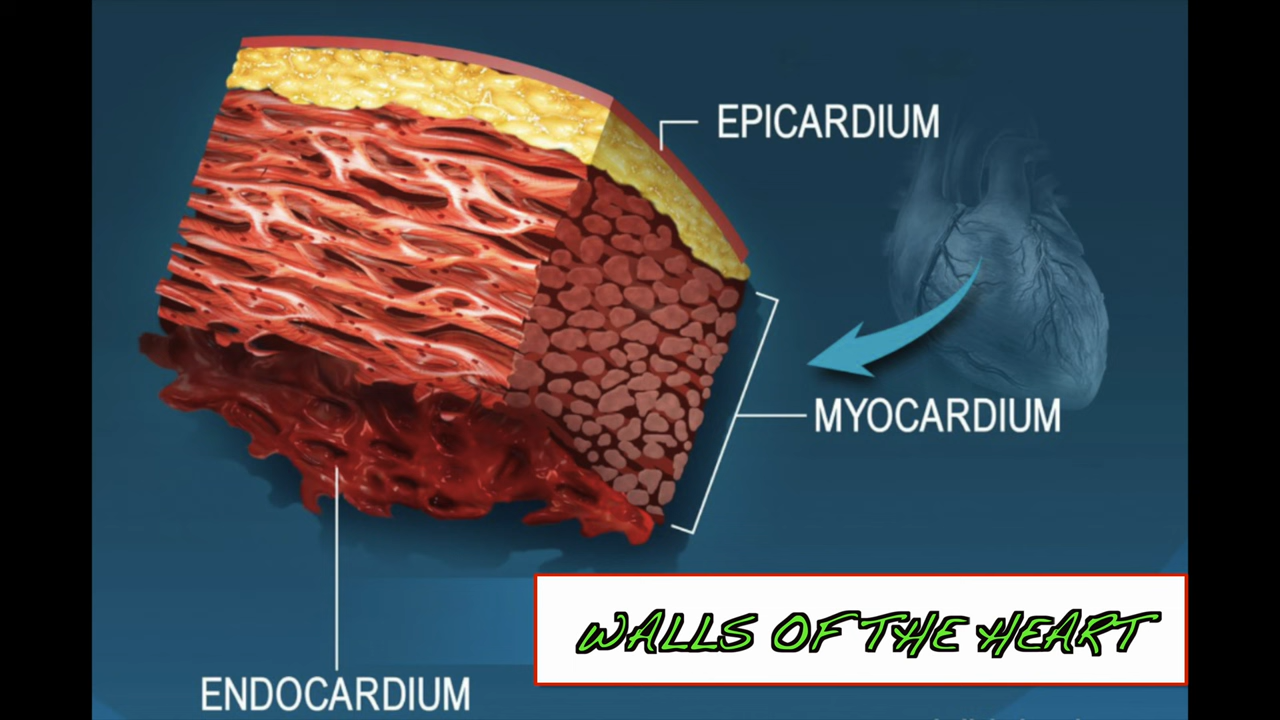 EPICARDIUM
MYOCARDIUM
WALLS OF THE HEART
ENDOCARDIUM